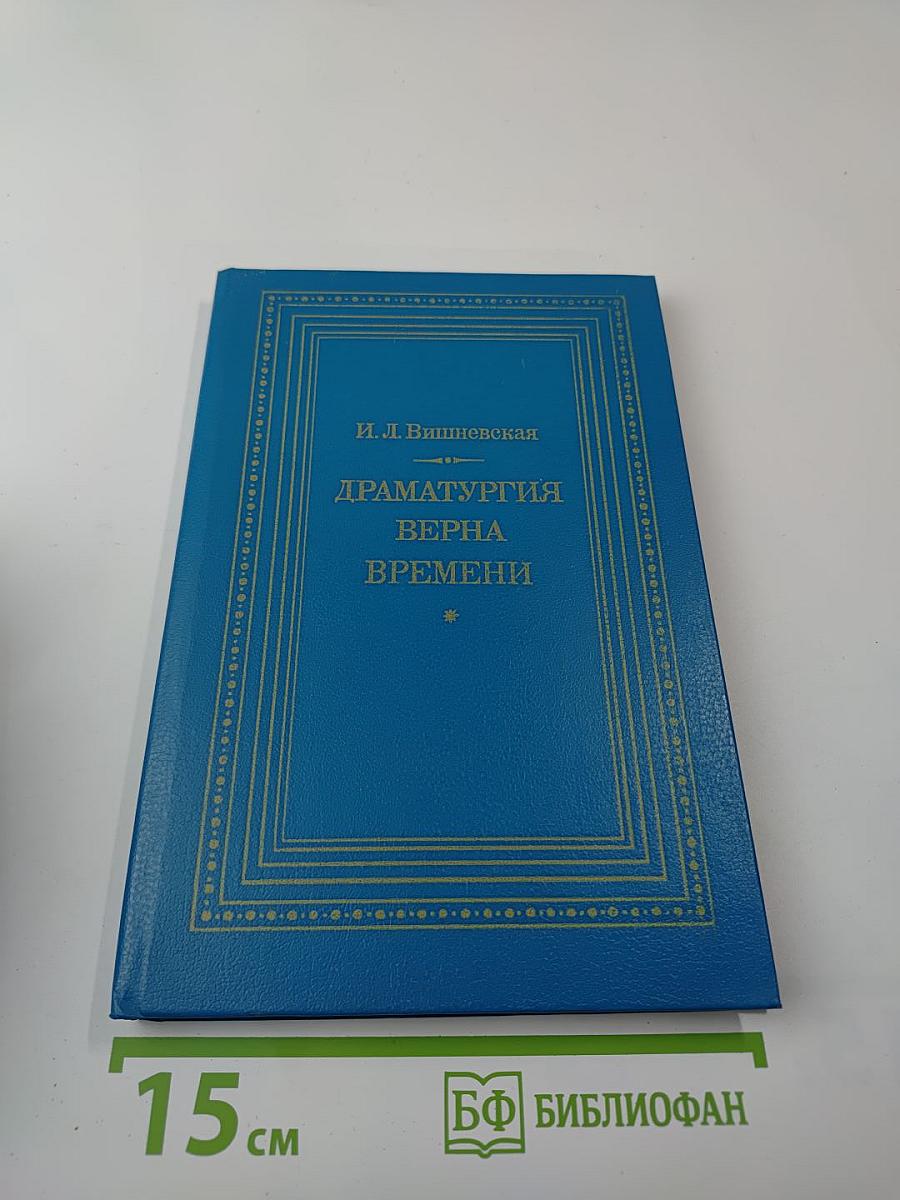 И. Л. Вишневская
ДРАМАТУРГИЯ
ВЕРНА
ВРЕМЕНИ
15 см
БФ БИБЛИОФАН